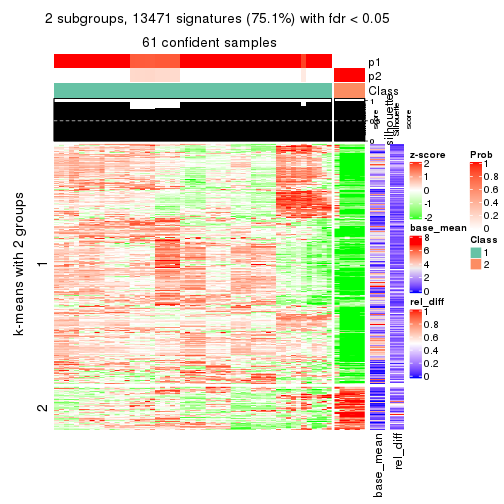 2 subgroups, 13471 signatures (75.1%) with fdr < 0.05
61 confident samples
p1
p2
Class
1
0.5
0
silhouette
score
silhouette
score
k-means with 2 groups
1
2
base_mean
rel_diff
z-score
2
1
0
-1
-2
base_mean
8
6
4
2
0
rel_diff
1
0.8
0.6
0.4
0.2
0
Prob
1
0.8
0.6
0.4
0.2
0
Class
1
2